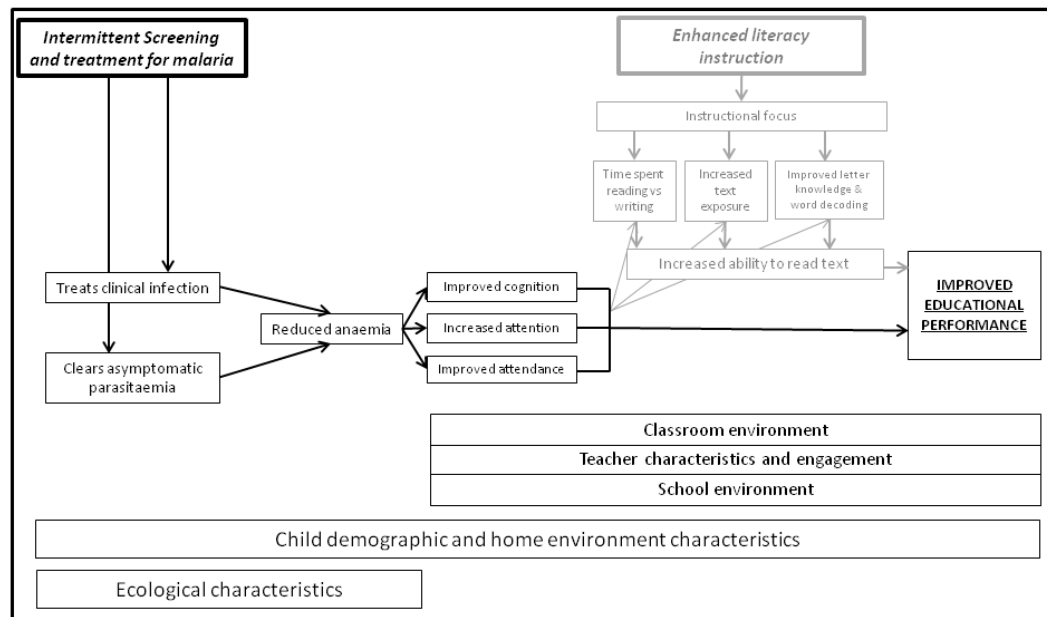 Intermittent Screening
and treatment for malaria
Enhanced literacy
instruction
Instructional focus
Time spent
reading vs
writing
Increased
text
exposure
Improved letter
knowledge &
word decoding
Increased ability to read text
Treats clinical infection
Clears asymptomatic
parasitaemia
Reduced anaemia
Improved cognition
Increased attention
Improved attendance
IMPROVED
EDUCATIONAL
PERFORMANCE
Classroom environment
Teacher characteristics and engagement
School environment
Child demographic and home environment characteristics
Ecological characteristics